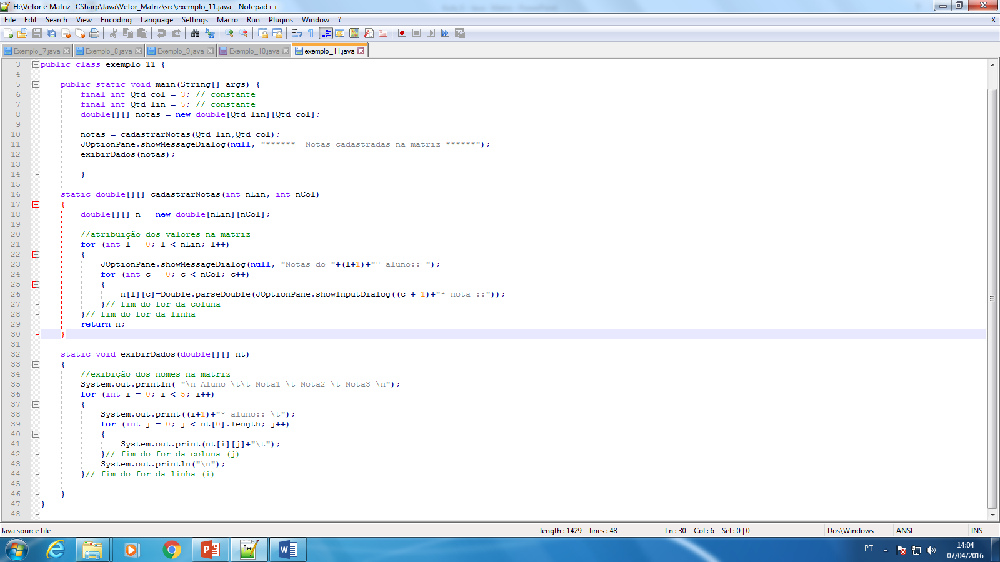 H:\Vetor e Matriz -CSharp\Java\Vetor_Matriz\src\exemplo_11.java - Notepad++
File Edit Search View Encoding Language Settings Macro Run Plugins Window ? X
Exemplo_7.java Exemplo_8.java Exemplo_9.java Exemplo_10.java exemplo_11.java
3 public class exemplo_11 {
4
5 public static void main(String[] args) {
6 final int Qtd_col = 3; // constante
7 final int Qtd_lin = 5; // constante
8 double[][] notas = new double[Qtd_lin][Qtd_col];
9
10 notas = cadastrarNotas(Qtd_lin,Qtd_col);
11 JOptionPane.showMessageDialog(null, "****** Notas cadastradas na matriz ******");
12 exibirDados(notas);
13
14 }
15
16 static double[][] cadastrarNotas(int nLin, int nCol)
17 {
18 double[][] n = new double[nLin][nCol];
19
20 //atribuição dos valores na matriz
21 for (int l = 0; l < nLin; l++)
22 {
23 JOptionPane.showMessageDialog(null, "Notas do "+(l+1)+"º aluno:: ");
24 for (int c = 0; c < nCol; c++)
25 {
26 n[l][c]=Double.parseDouble(JOptionPane.showInputDialog((c + 1)+"ª nota ::"));
27 }// fim do for da coluna
28 }// fim do for da linha
29 return n;
30 }
31
32 static void exibirDados(double[][] nt)
33 {
34 //exibição dos nomes na matriz
35 System.out.println( "\n Aluno \t\t Nota1 \t Nota2 \t Nota3 \n");
36 for (int i = 0; i < 5; i++)
37 {
38 System.out.print((i+1)+"º aluno:: \t");
39 for (int j = 0; j < nt[0].length; j++)
40 {
41 System.out.print(nt[i][j]+"\t");
42 }// fim do for da coluna (j)
43 System.out.println("\n");
44 }// fim do for da linha (i)
45
46 }
47 }
48
Java source file length : 1429 lines : 48 Ln : 30 Col : 6 Sel : 0 | 0 Dos\Windows ANSI INS
PT 14:04
07/04/2016